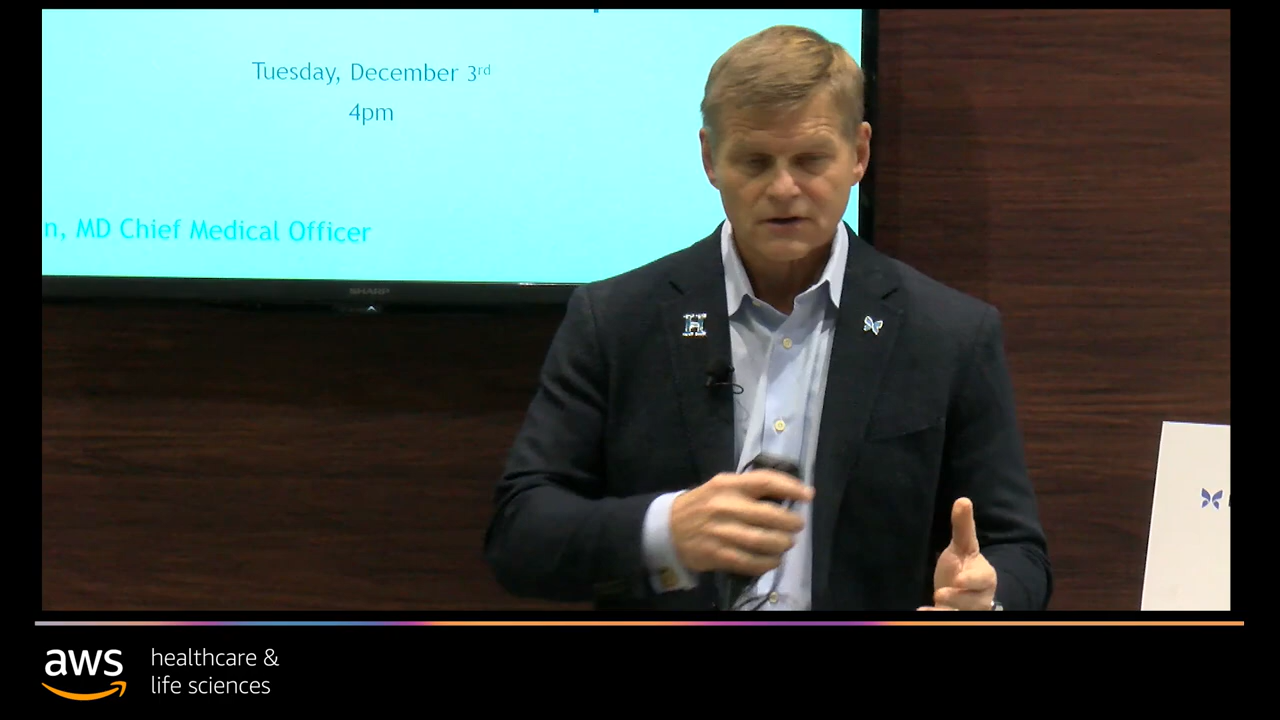 Tuesday, December 3rd
4pm
n, MD Chief Medical Officer
SHARP
H
aws
healthcare &
life sciences